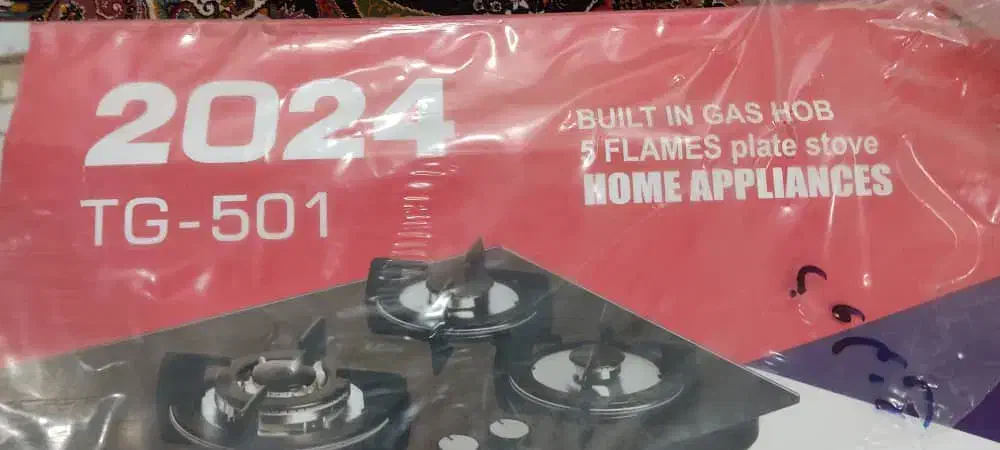 2024
TG-501
BUILT IN GAS HOB
5 FLAMES plate stove
HOME APPLIANCES